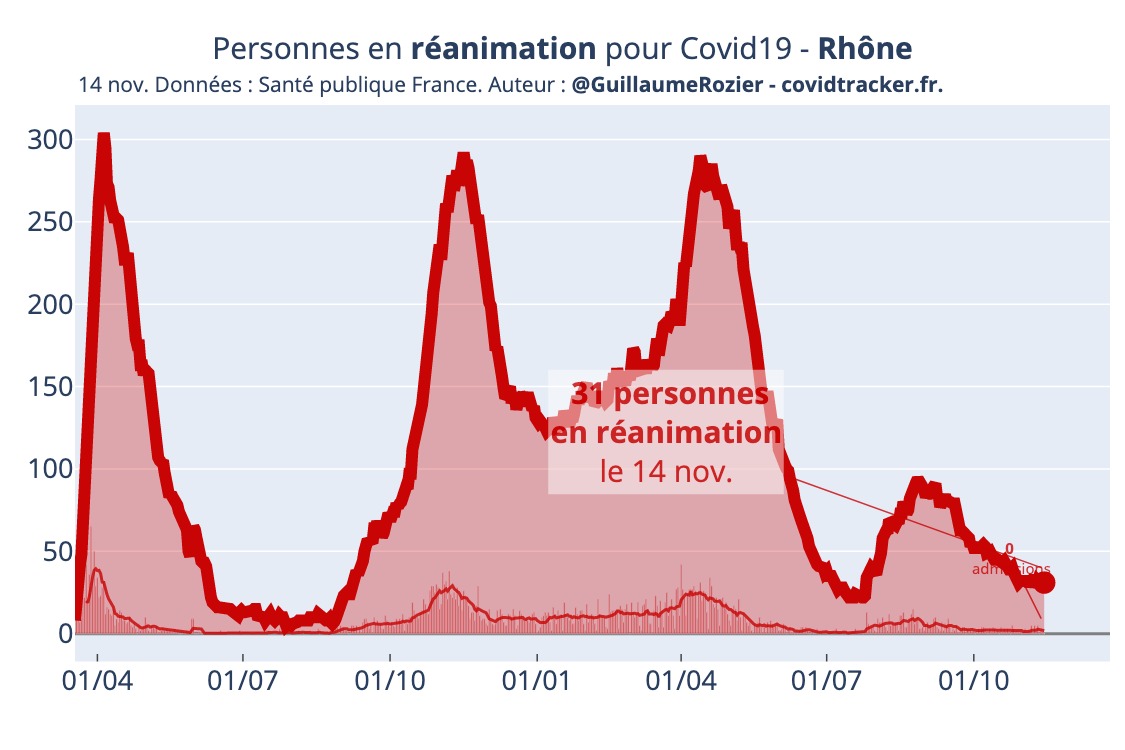 Personnes en réanimation pour Covid19 - Rhône
14 nov. Données : Santé publique France. Auteur : @GuillaumeRozier - covidtracker.fr.
300
250
200
150
100
50
0
31 personnes
en réanimation
le 14 nov.
0
admissions
01/04
01/07
01/10
01/01
01/04
01/07
01/10